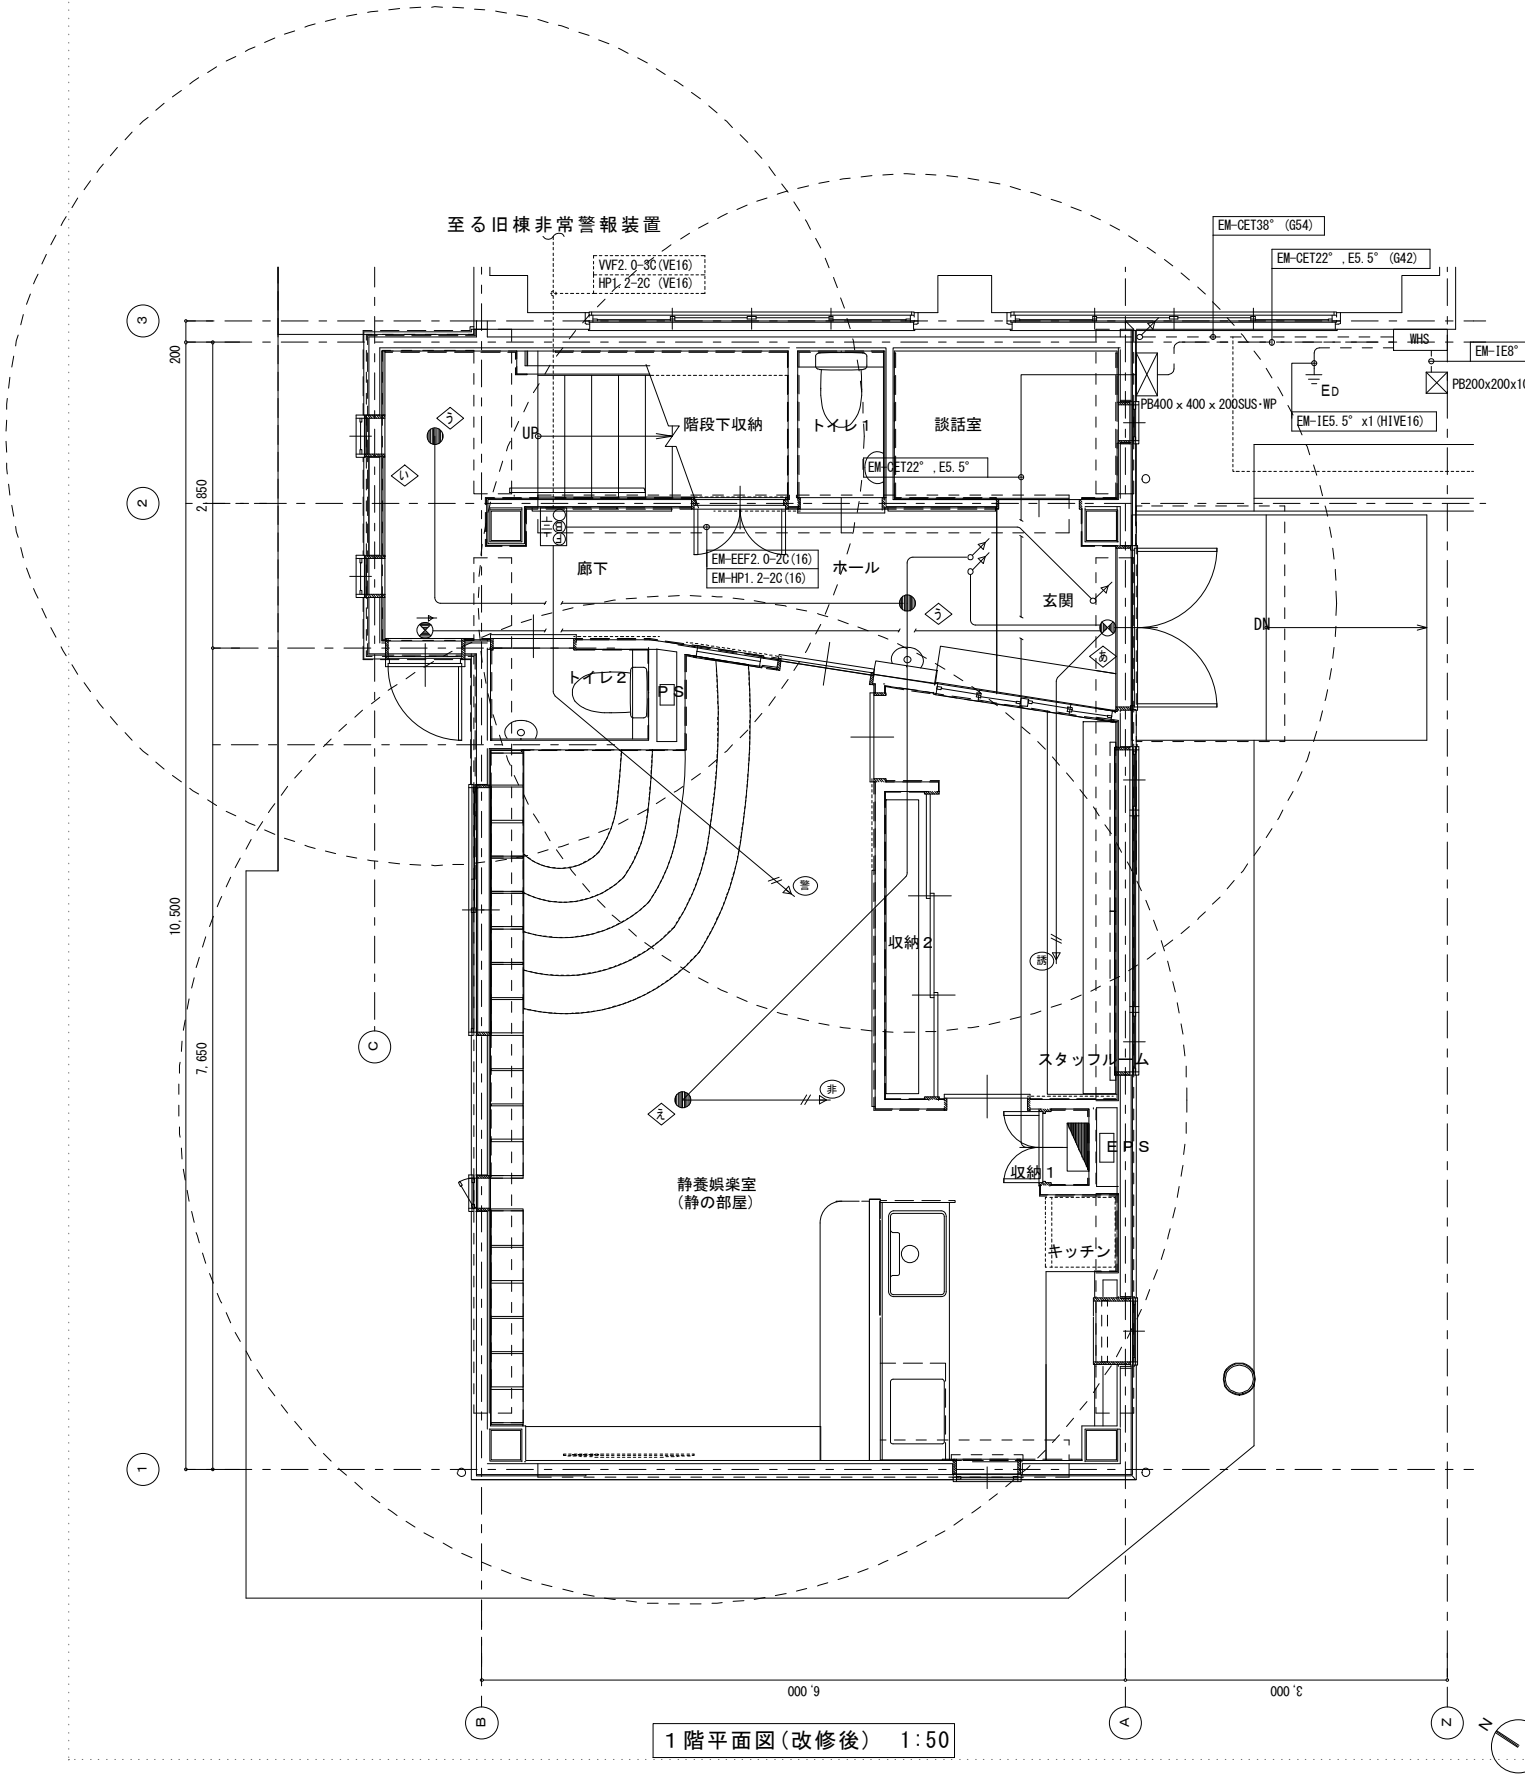 至る旧棟非常警報装置
EM-CET38° (G54)
EM-CET22° , E5.5° (G42)
VVF2.0-3C(VE16)
HP1.2-2C (VE16)
3
200
WHS
EM-IE8°
PB200x200x10
ED
PB400x400x200SUS·WP
EM-IE5.5° x1(HIVE16)
う
UP
階段下収納
トイレ1
談話室
EM-CET22° , E5.5°
い
2
2,850
EM-EEF2.0-2C(16)
EM-HP1.2-2C(16)
廊下
ホール
玄関
う
DN
あ
トイレ2
PS
警
10,500
収納2
誘
C
7,650
スタッフルーム
非
え
EPS
収納1
静養娯楽室
(静の部屋)
キッチン
1
6,000
3,000
B
A
Z
N
1階平面図(改修後) 1:50